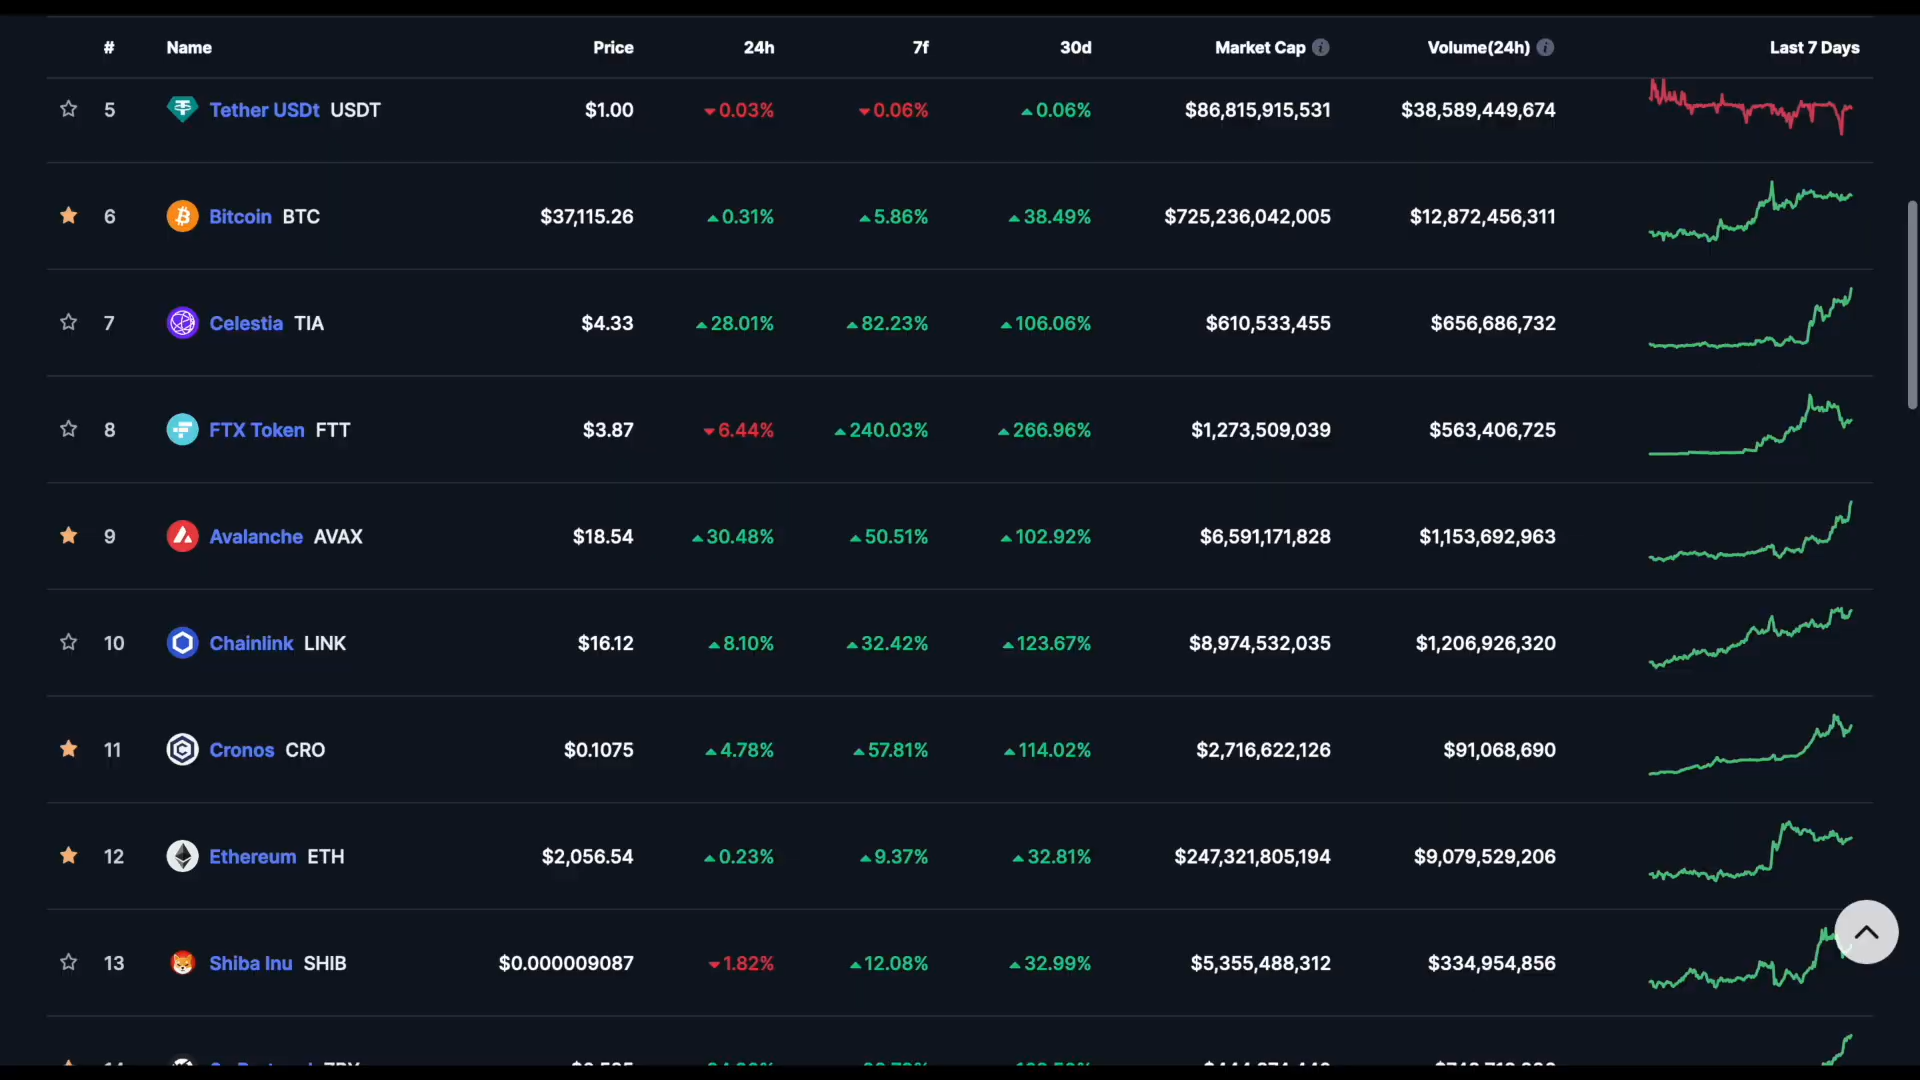 # Name Price 24h 7f 30d Market Cap Volume(24h) Last 7 Days
5 Tether USDt USDT $1.00 0.03% 0.06% 0.06% $86,815,915,531 $38,589,449,674
6 Bitcoin BTC $37,115.26 0.31% 5.86% 38.49% $725,236,042,005 $12,872,456,311
7 Celestia TIA $4.33 28.01% 82.23% 106.06% $610,533,455 $656,686,732
8 FTX Token FTT $3.87 6.44% 240.03% 266.96% $1,273,509,039 $563,406,725
9 Avalanche AVAX $18.54 30.48% 50.51% 102.92% $6,591,171,828 $1,153,692,963
10 Chainlink LINK $16.12 8.10% 32.42% 123.67% $8,974,532,035 $1,206,926,320
11 Cronos CRO $0.1075 4.78% 57.81% 114.02% $2,716,622,126 $91,068,690
12 Ethereum ETH $2,056.54 0.23% 9.37% 32.81% $247,321,805,194 $9,079,529,206
13 Shiba Inu SHIB $0.000009087 1.82% 12.08% 32.99% $5,355,488,312 $334,954,856